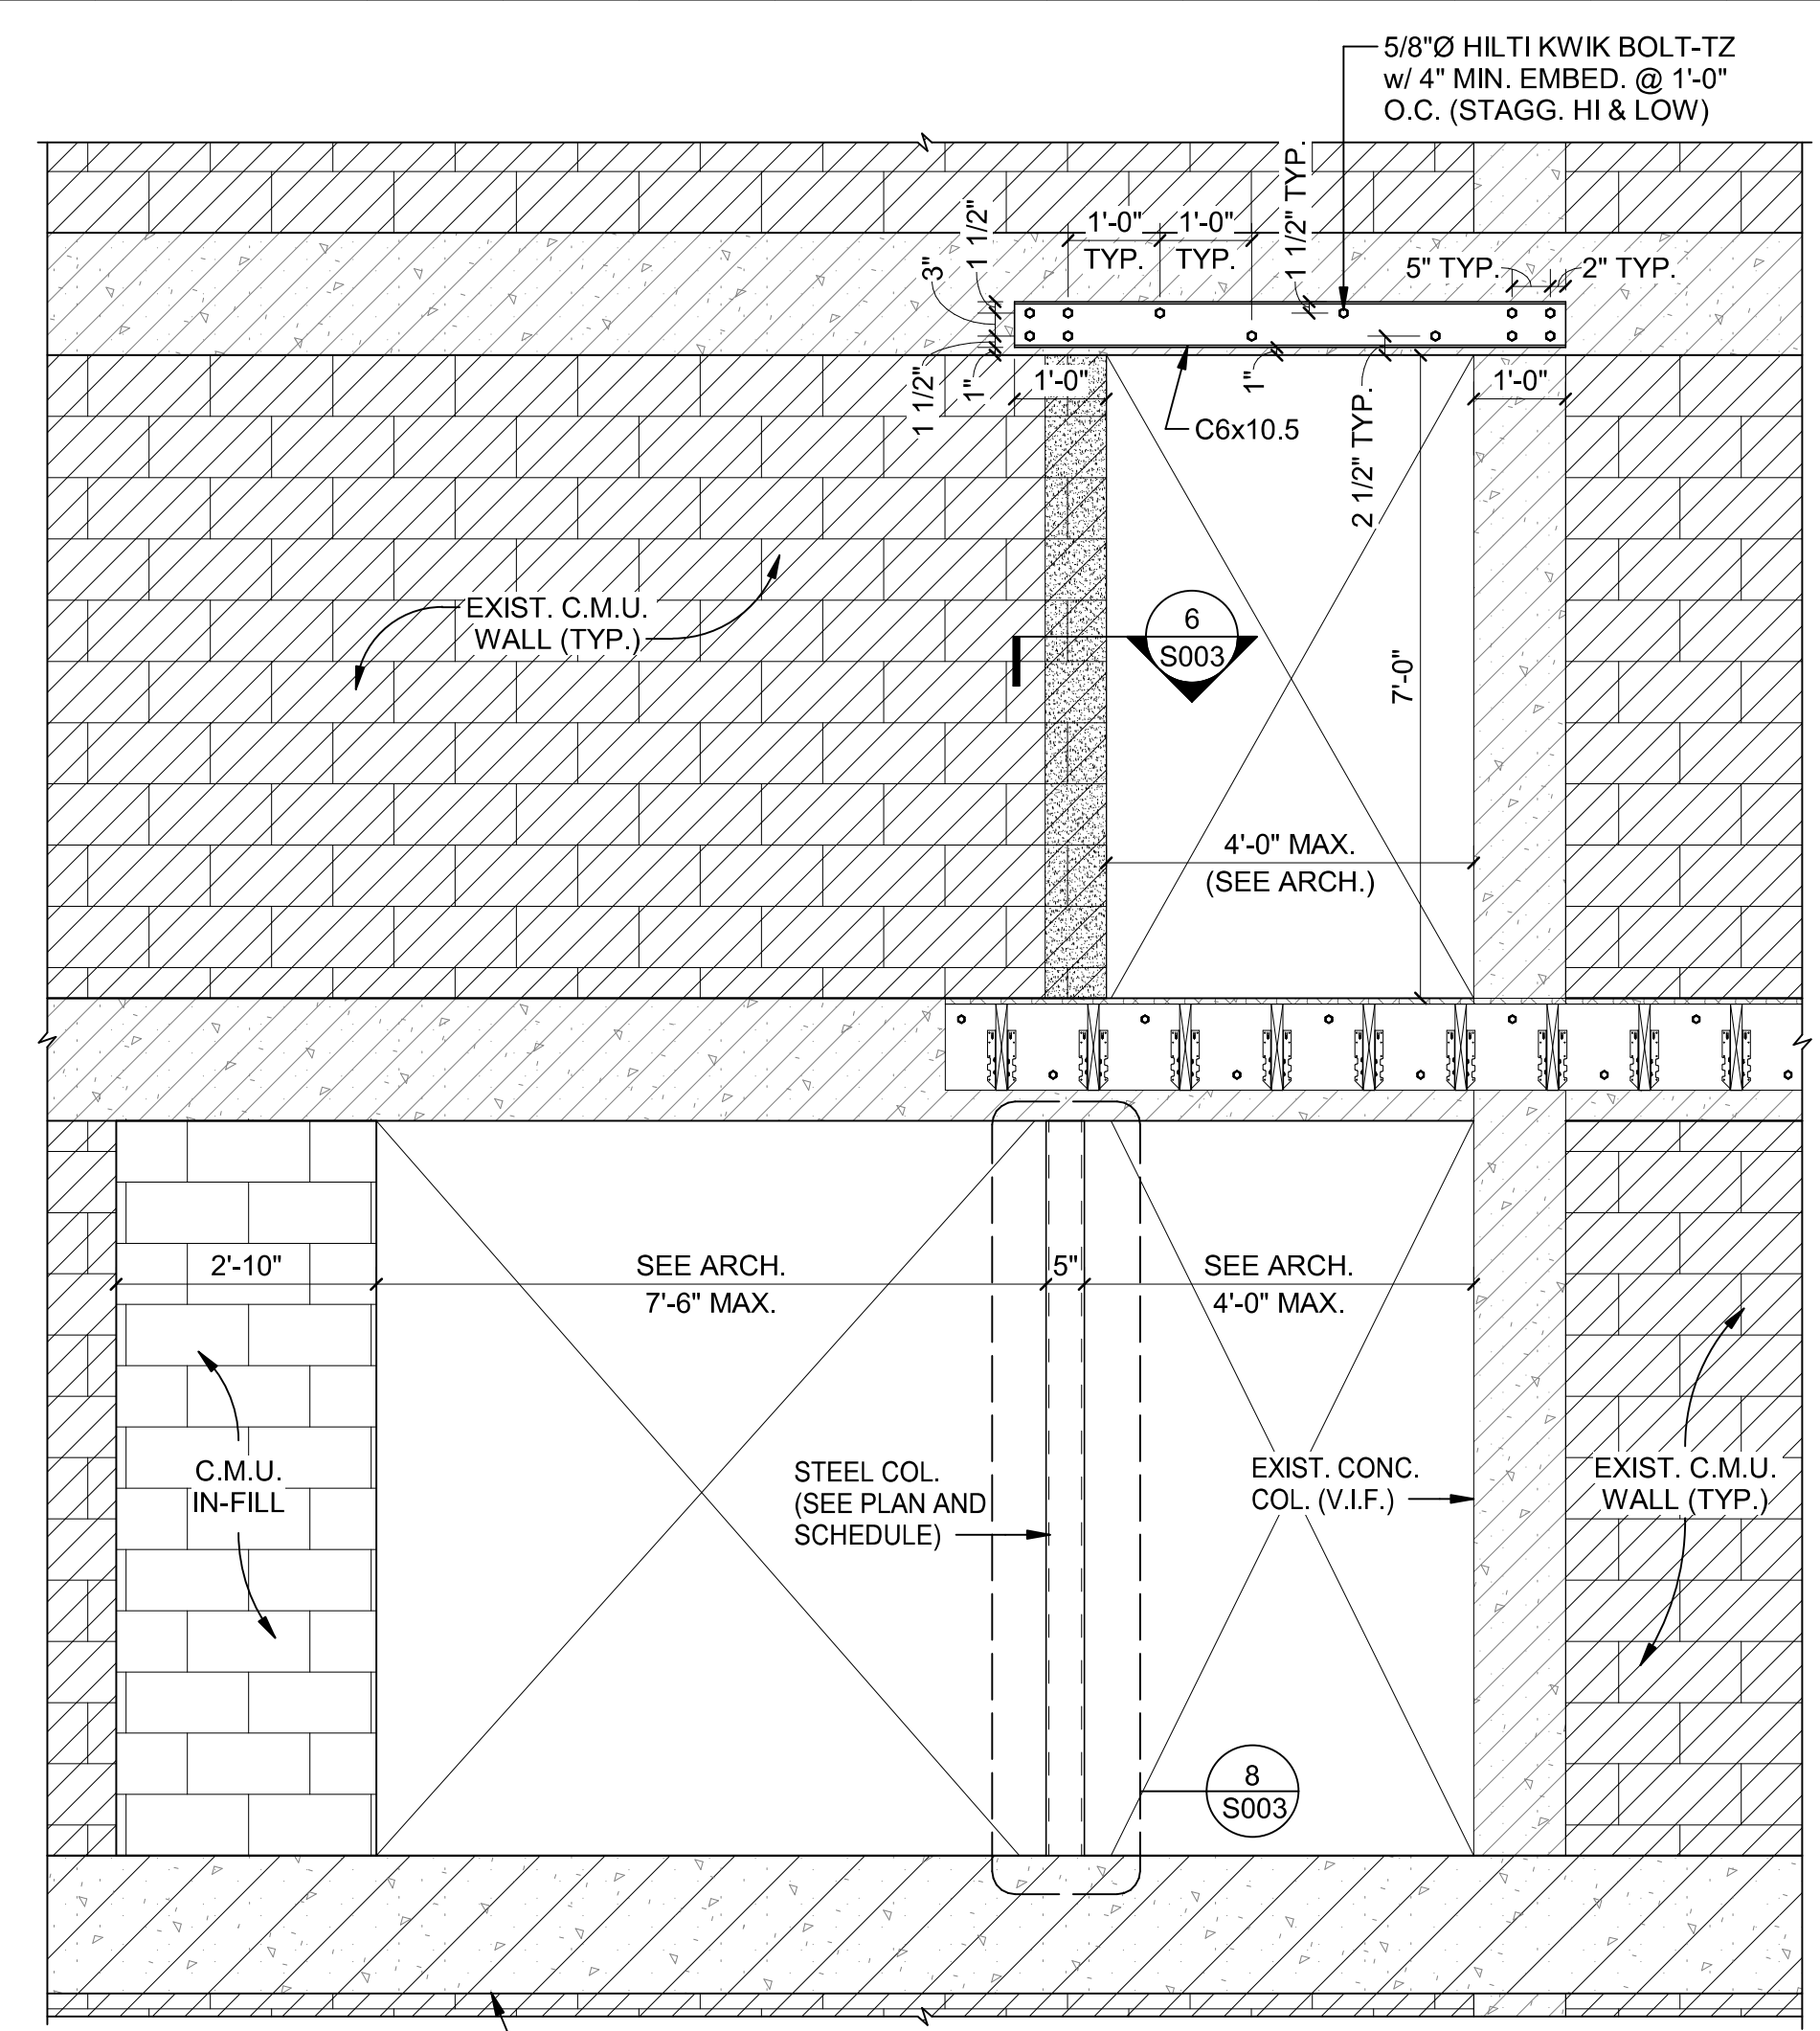 5/8"Ø HILTI KWIK BOLT-TZ
w/ 4" MIN. EMBED. @ 1'-0"
O.C. (STAGG. HI & LOW)
1 1/2" TYP.
1 1/2"
3"
1'-0"
TYP.
1'-0"
TYP.
5" TYP.
2" TYP.
1 1/2"
1"
1'-0"
1"
2 1/2" TYP.
1'-0"
C6x10.5
EXIST. C.M.U.
WALL (TYP.)
6
S003
7'-0"
4'-0" MAX.
(SEE ARCH.)
2'-10"
SEE ARCH.
7'-6" MAX.
5"
SEE ARCH.
4'-0" MAX.
C.M.U.
IN-FILL
STEEL COL.
(SEE PLAN AND
SCHEDULE)
EXIST. CONC.
COL. (V.I.F.)
EXIST. C.M.U.
WALL (TYP.)
8
S003